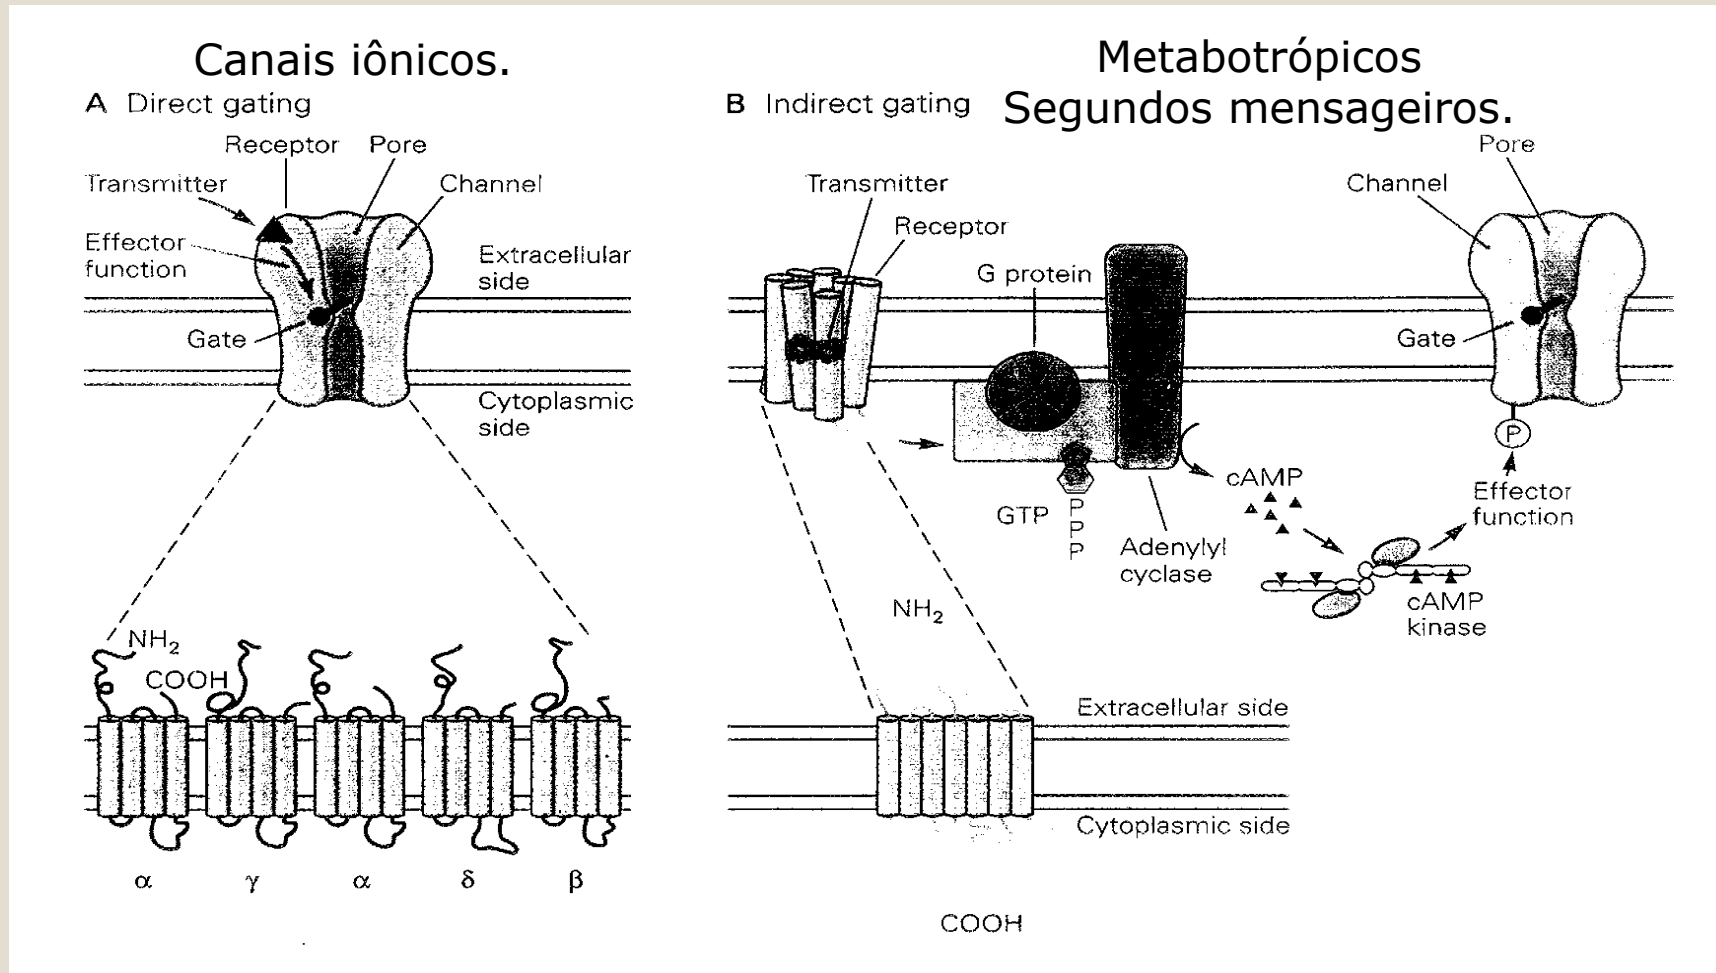 Canais iônicos.
A Direct gating
Receptor Pore
Transmitter
Channel
Effector
function
Extracellular
side
Gate
Cytoplasmic
side
NH2
COOH
α γ α δ β
Metabotrópicos
Segundos mensageiros.
B Indirect gating
Pore
Transmitter
Channel
Receptor
G protein
Gate
P
cAMP
GTP
P
P
P
Adenylyl
cyclase
Effector
function
cAMP
kinase
NH2
Extracellular side
Cytoplasmic side
COOH